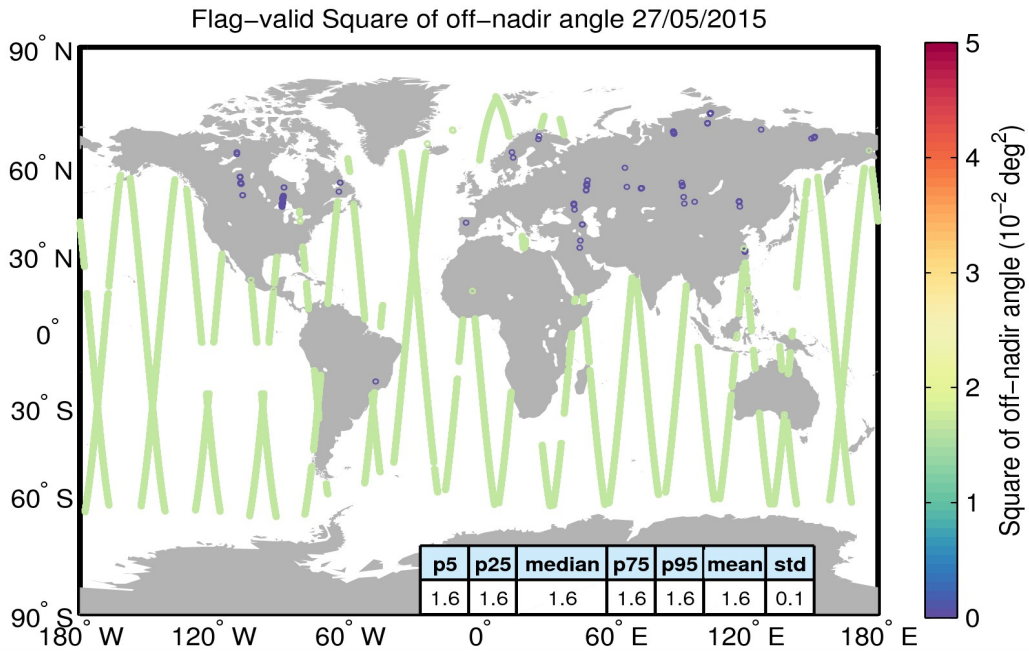 Flag−valid Square of off−nadir angle 27/05/2015
90° N
60° N
30° N
0°
30° S
60° S
90° S
180° W
120° W
60° W
0°
60° E
120° E
180° E
p5 p25 median p75 p95 mean std
1.6 1.6 1.6 1.6 1.6 1.6 0.1
5
4
3
2
1
0
Square of off−nadir angle (10⁻² deg²)